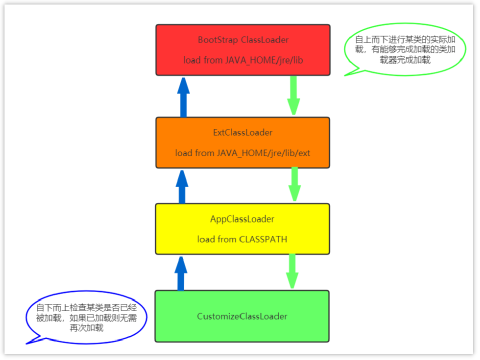 BootStrap ClassLoader
load from JAVA_HOME/jre/lib
自上而下进行某类的实际加
载，有能够完成加载的类加
载器完成加载
ExtClassLoader
load from JAVA_HOME/jre/lib/ext
AppClassLoader
load from CLASSPATH
自下而上检查某类是否已经
被加载，如果已加载则无需
再次加载
CustomizeClassLoader